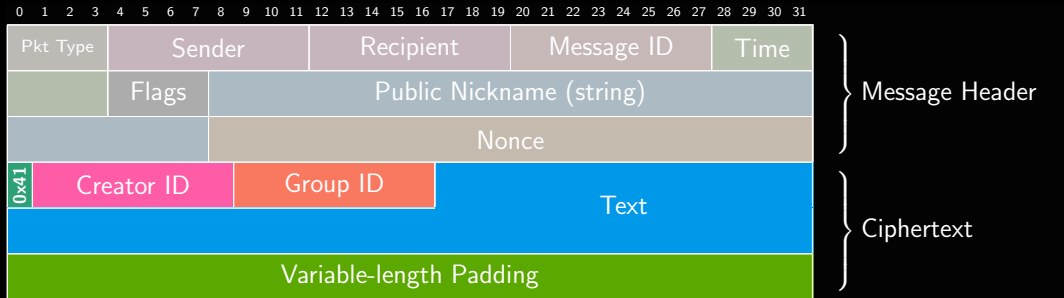 0 1 2 3 4 5 6 7 8 9 10 11 12 13 14 15 16 17 18 19 20 21 22 23 24 25 26 27 28 29 30 31
Pkt Type Sender Recipient Message ID Time
Flags Public Nickname (string) Message Header
Nonce
0x41 Creator ID Group ID
Text
Ciphertext
Variable-length Padding